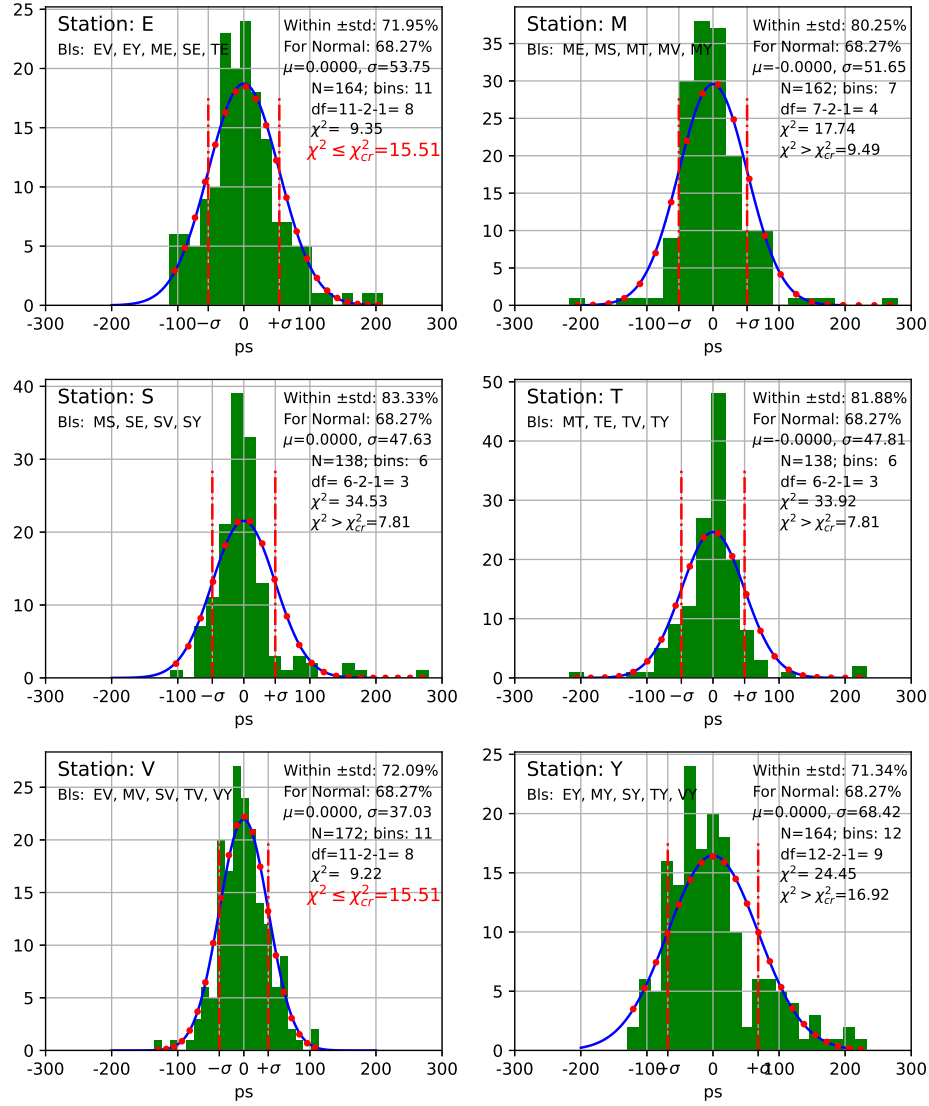 Station: E
Bls: EV, EY, ME, SE, TE
Within ±std: 71.95%
For Normal: 68.27%
μ=0.0000, σ=53.75
N=164; bins: 11
df=11-2-1= 8
χ²= 9.35
χ² ≤ χ²cr=15.51
30
25
20
15
10
5
0
-300
-200
-100
−σ
0
+σ
100
200
300
ps
Station: M
Bls: ME, MS, MT, MV, MY
Within ±std: 80.25%
For Normal: 68.27%
μ=-0.0000, σ=51.65
N=162; bins: 7
df= 7-2-1= 4
χ²= 17.74
χ² > χ²cr=9.49
35
30
25
20
15
10
5
0
-300
-200
-100
−σ
0
+σ
100
200
300
ps
Station: S
Bls: MS, SE, SV, SY
Within ±std: 83.33%
For Normal: 68.27%
μ=0.0000, σ=47.63
N=138; bins: 6
df= 6-2-1= 3
χ²= 34.53
χ² > χ²cr=7.81
40
30
20
10
0
-300
-200
-100
−σ
0
+σ
100
200
300
ps
Station: T
Bls: MT, TE, TV, TY
Within ±std: 81.88%
For Normal: 68.27%
μ=-0.0000, σ=47.81
N=138; bins: 6
df= 6-2-1= 3
χ²= 33.92
χ² > χ²cr=7.81
50
40
30
20
10
0
-300
-200
-100
−σ
0
+σ
100
200
300
ps
Station: V
Bls: EV, MV, SV, TV, VY
Within ±std: 72.09%
For Normal: 68.27%
μ=0.0000, σ=37.03
N=172; bins: 11
df=11-2-1= 8
χ²= 9.22
χ² ≤ χ²cr=15.51
25
20
15
10
5
0
-300
-200
-100
−σ
0
+σ
100
200
300
ps
Station: Y
Bls: EY, MY, SY, TY, VY
Within ±std: 71.34%
For Normal: 68.27%
μ=0.0000, σ=68.42
N=164; bins: 12
df=12-2-1= 9
χ²= 24.45
χ² > χ²cr=16.92
25
20
15
10
5
0
-300
-200
-100
−σ
0
+σ
100
200
300
ps